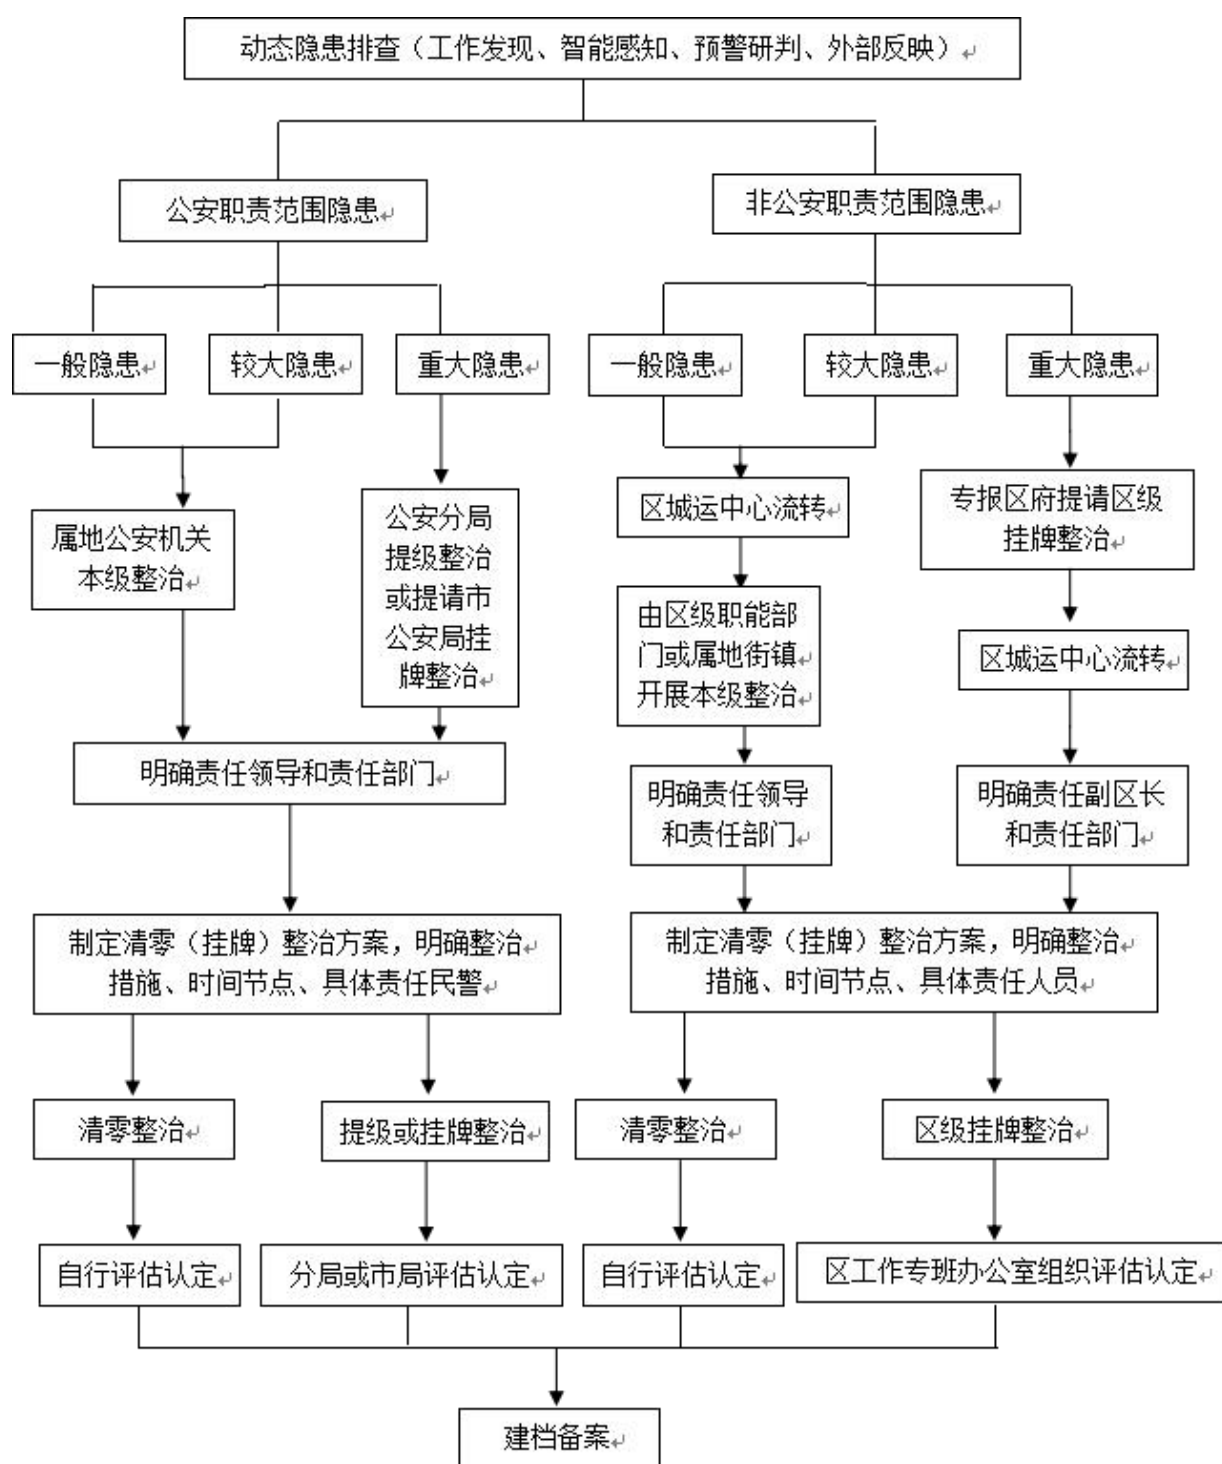 动态隐患排查（工作发现、智能感知、预警研判、外部反映）
公安职责范围隐患
非公安职责范围隐患
一般隐患
较大隐患
重大隐患
一般隐患
较大隐患
重大隐患
属地公安机关
本级整治
公安分局
提级整治
或提请市
公安局挂
牌整治
区城运中心流转
专报区府提请区级
挂牌整治
由区级职能部
门或属地街镇
开展本级整治
区城运中心流转
明确责任领导和责任部门
明确责任领导
和责任部门
明确责任副区长
和责任部门
制定清零（挂牌）整治方案，明确整治
措施、时间节点、具体责任民警
制定清零（挂牌）整治方案，明确整治
措施、时间节点、具体责任人员
清零整治
提级或挂牌整治
清零整治
区级挂牌整治
自行评估认定
分局或市局评估认定
自行评估认定
区工作专班办公室组织评估认定
建档备案